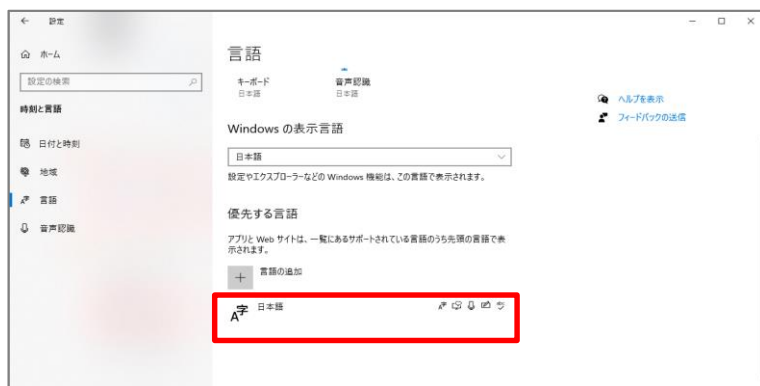 設定
ホーム
設定の検索
時刻と言語
日付と時刻
地域
言語
音声認識
言語
キーボード
日本語
音声認識
日本語
Windows の表示言語
日本語
設定やエクスプローラーなどの Windows 機能は、この言語で表示されます。
優先する言語
アプリと Web サイトは、一覧にあるサポートされている言語のうち先頭の言語で表
示されます。
言語の追加
日本語
ヘルプを表示
フィードバックの送信